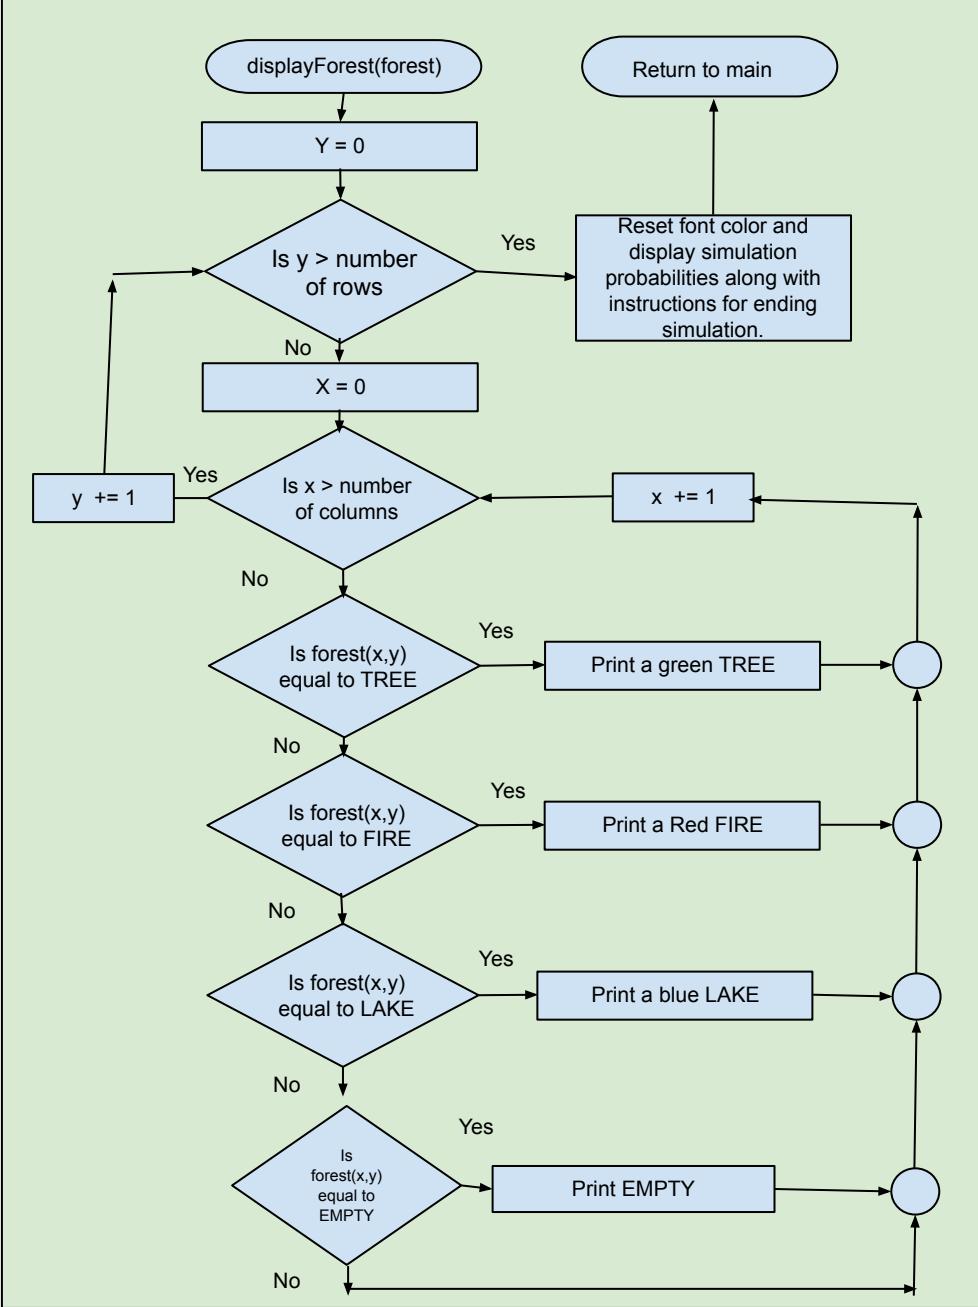 displayForest(forest)
Return to main
Y = 0
Is y > number
of rows
Yes
Reset font color and
display simulation
probabilities along with
instructions for ending
simulation.
No
X = 0
Is x > number
of columns
Yes
y += 1
x += 1
No
Is forest(x,y)
equal to TREE
Yes
Print a green TREE
No
Is forest(x,y)
equal to FIRE
Yes
Print a Red FIRE
No
Is forest(x,y)
equal to LAKE
Yes
Print a blue LAKE
No
Is
forest(x,y)
equal to
EMPTY
Yes
Print EMPTY
No